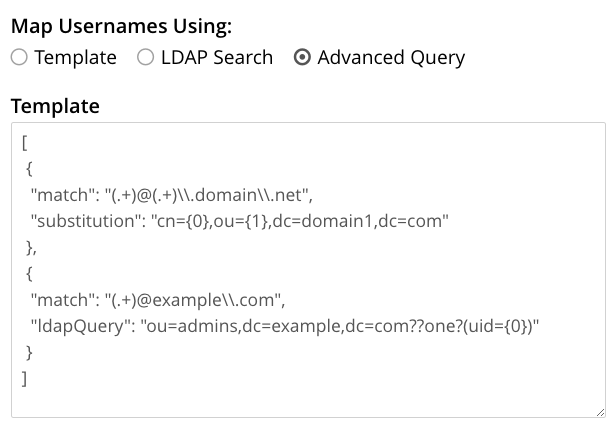 Map Usernames Using:
Template LDAP Search Advanced Query
Template
[
{
"match": "(.+)@(.+)\\.domain\\.net",
"substitution": "cn={0},ou={1},dc=domain1,dc=com"
},
{
"match": "(.+)@example\\.com",
"ldapQuery": "ou=admins,dc=example,dc=com??one?(uid={0})"
}
]